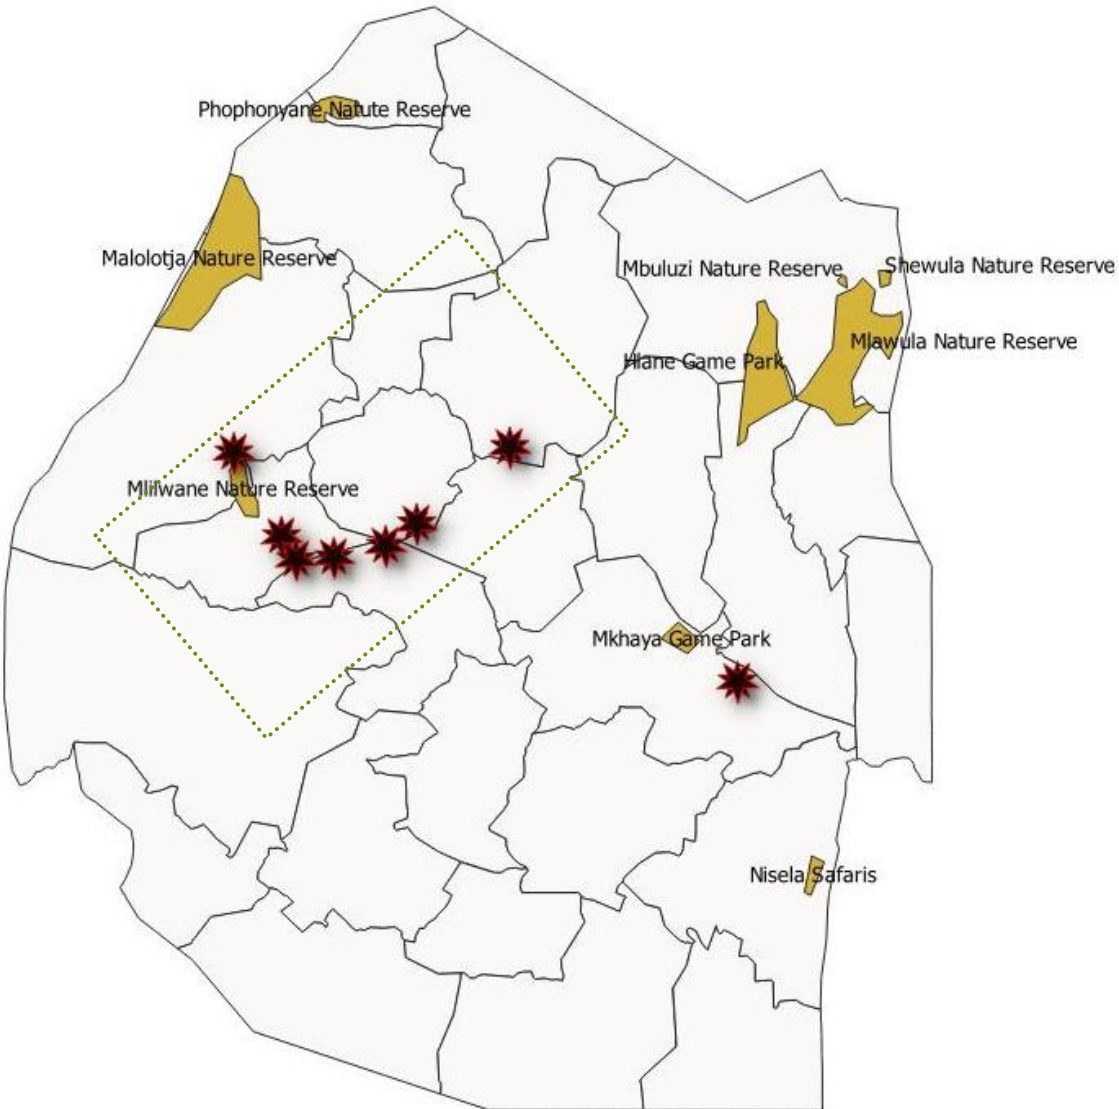 Phophonyane Natute Reserve
Malolotja Nature Reserve
Mbuluzi Nature Reserve
Shewula Nature Reserve
Mlawula Nature Reserve
Hlane Game Park
Mlilwane Nature Reserve
Mkhaya Game Park
Nisela Safaris